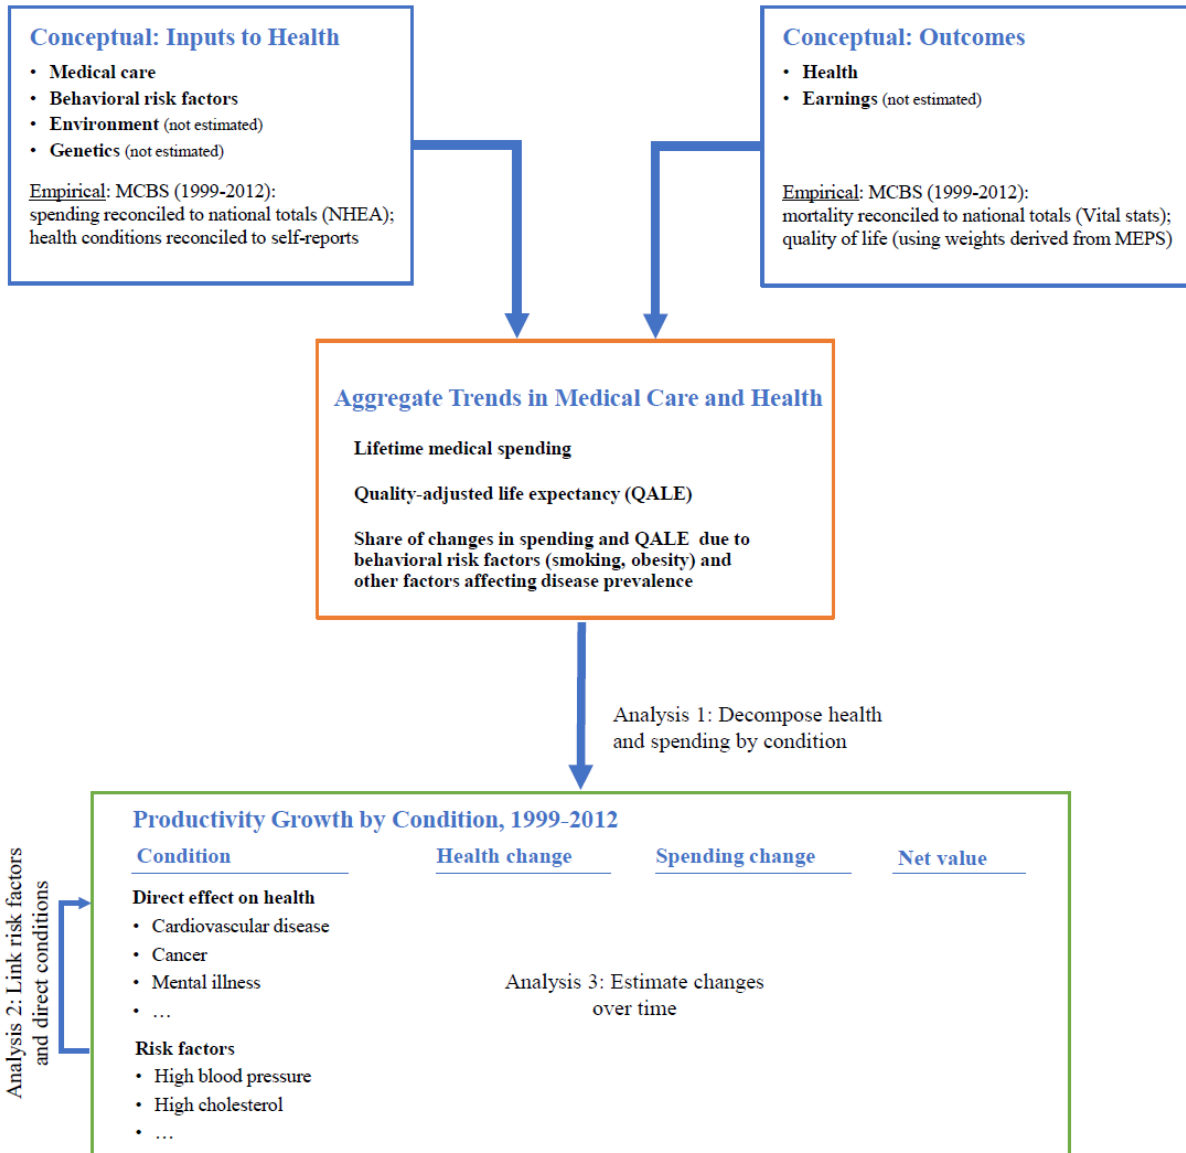 Conceptual: Inputs to Health
• Medical care
• Behavioral risk factors
• Environment (not estimated)
• Genetics (not estimated)
Empirical: MCBS (1999-2012):
spending reconciled to national totals (NHEA);
health conditions reconciled to self-reports
Conceptual: Outcomes
• Health
• Earnings (not estimated)
Empirical: MCBS (1999-2012):
mortality reconciled to national totals (Vital stats);
quality of life (using weights derived from MEPS)
Aggregate Trends in Medical Care and Health
Lifetime medical spending
Quality-adjusted life expectancy (QALE)
Share of changes in spending and QALE due to
behavioral risk factors (smoking, obesity) and
other factors affecting disease prevalence
Analysis 1: Decompose health
and spending by condition
Productivity Growth by Condition, 1999-2012
Condition Health change Spending change Net value
Direct effect on health
• Cardiovascular disease
• Cancer
• Mental illness
• …
Analysis 3: Estimate changes
over time
Risk factors
• High blood pressure
• High cholesterol
• …
Analysis 2: Link risk factors
and direct conditions